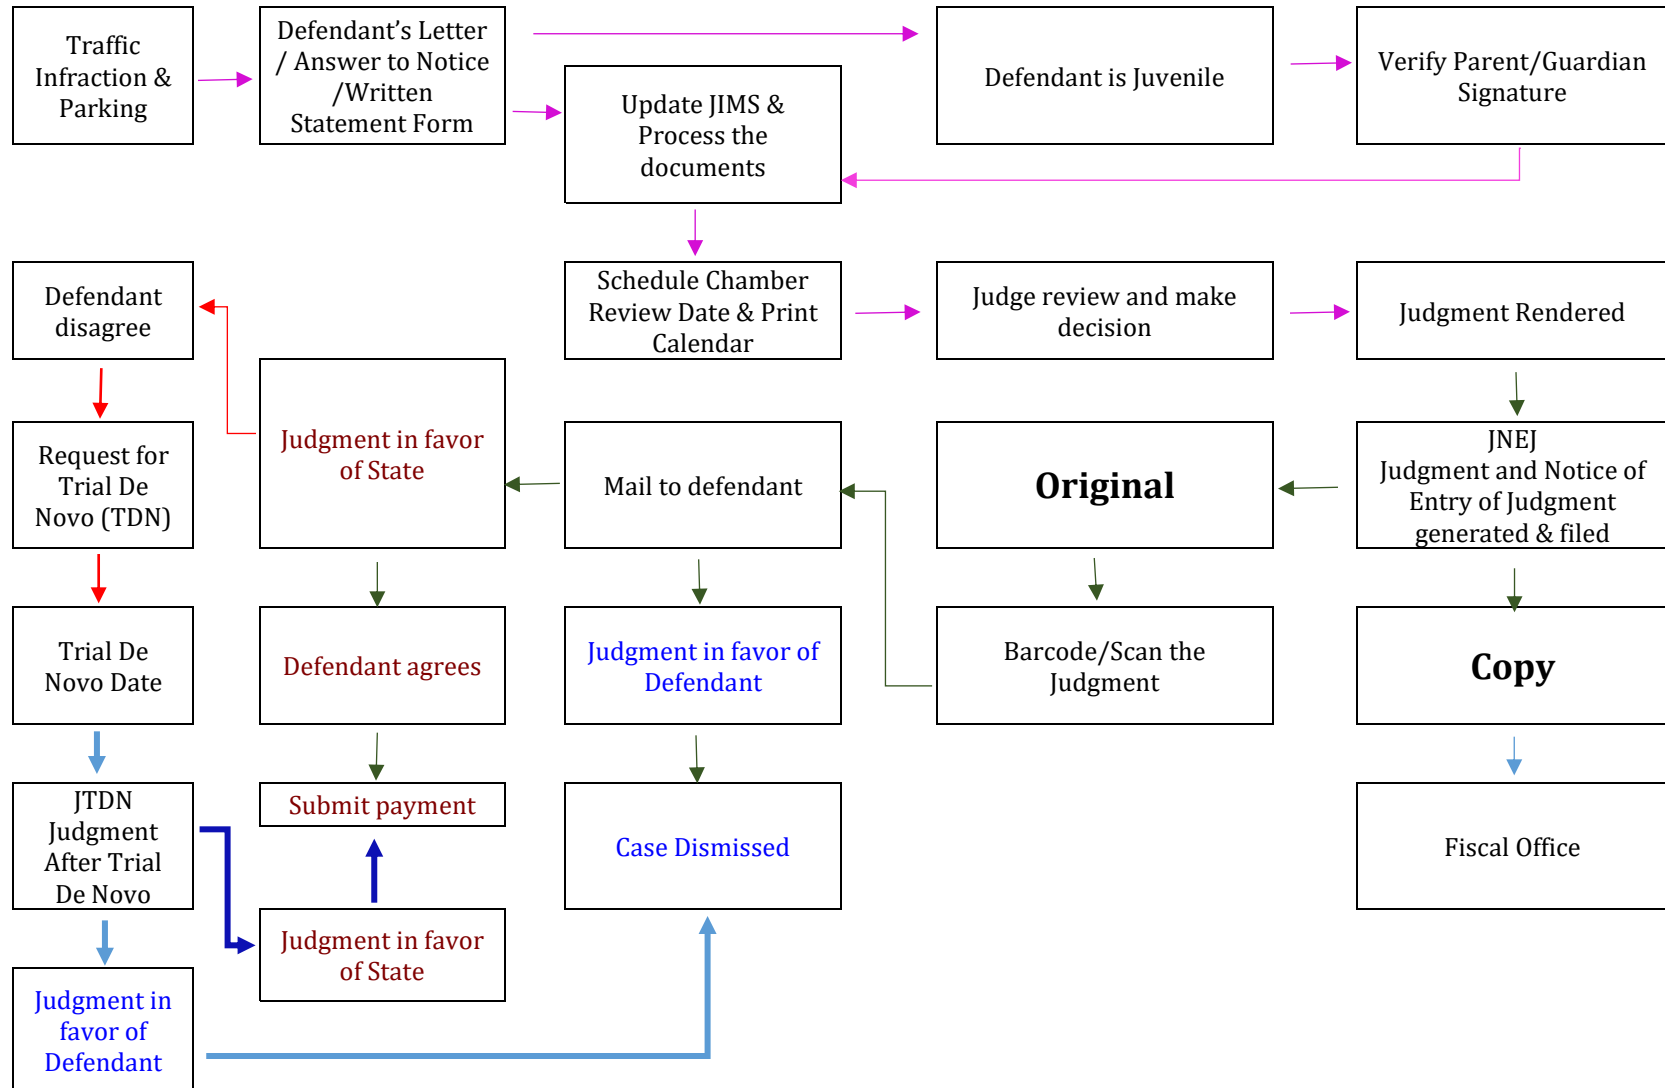 Traffic
Infraction &
Parking
Defendant’s Letter
/ Answer to Notice
/Written
Statement Form
Update JIMS &
Process the
documents
Defendant is Juvenile
Verify Parent/Guardian
Signature
Defendant
disagree
Schedule Chamber
Review Date & Print
Calendar
Judge review and make
decision
Judgment Rendered
Request for
Trial De
Novo (TDN)
Judgment in favor
of State
Mail to defendant
Original
JNEJ
Judgment and Notice of
Entry of Judgment
generated & filed
Trial De
Novo Date
Defendant agrees
Judgment in favor of
Defendant
Barcode/Scan the
Judgment
Copy
JTDN
Judgment
After Trial
De Novo
Submit payment
Case Dismissed
Fiscal Office
Judgment in favor
of State
Judgment in
favor of
Defendant